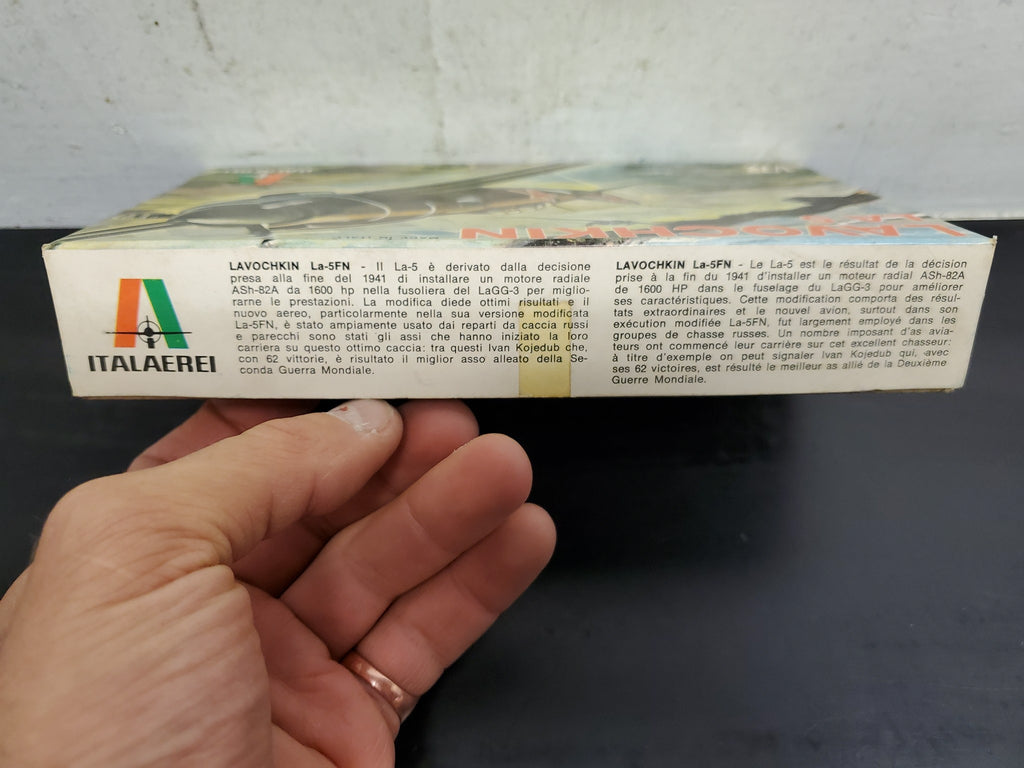 MADE IN ITALY
LAVOCHKIN
LA5
ITALAEREI
LAVOCHKIN La-5FN - Il La-5 è derivato dalla decisione
presa alla fine del 1941 di installare un motore radiale
ASh-82A da 1600 hp nella fusoliera del LaGG-3 per miglio-
rarne le prestazioni. La modifica diede ottimi risultati e il
nuovo aereo, particolarmente nella sua versione modificata
La-5FN, è stato ampiamente usato dai reparti da caccia russi
e parecchi sono stati gli assi che hanno iniziato la loro
carriera su questo ottimo caccia: tra questi Ivan Kojedub che,
con 62 vittorie, è risultato il miglior asso alleato della Se-
conda Guerra Mondiale.
LAVOCHKIN La-5FN - Le La-5 est le résultat de la décision
prise à la fin du 1941 d'installer un moteur radial ASh-82A
de 1600 HP dans le fuselage du LaGG-3 pour améliorer
ses caractéristiques. Cette modification comporta des résul-
tats extraordinaires et le nouvel avion, surtout dans son
exécution modifiée La-5FN, fut largement employé dans les
groupes de chasse russes. Un nombre imposant d'as avia-
teurs ont commencé leur carrière sur cet excellent chasseur:
à titre d'exemple on peut signaler Ivan Kojedub qui, avec
ses 62 victoires, est résulté le meilleur as allié de la Deuxième
Guerre Mondiale.